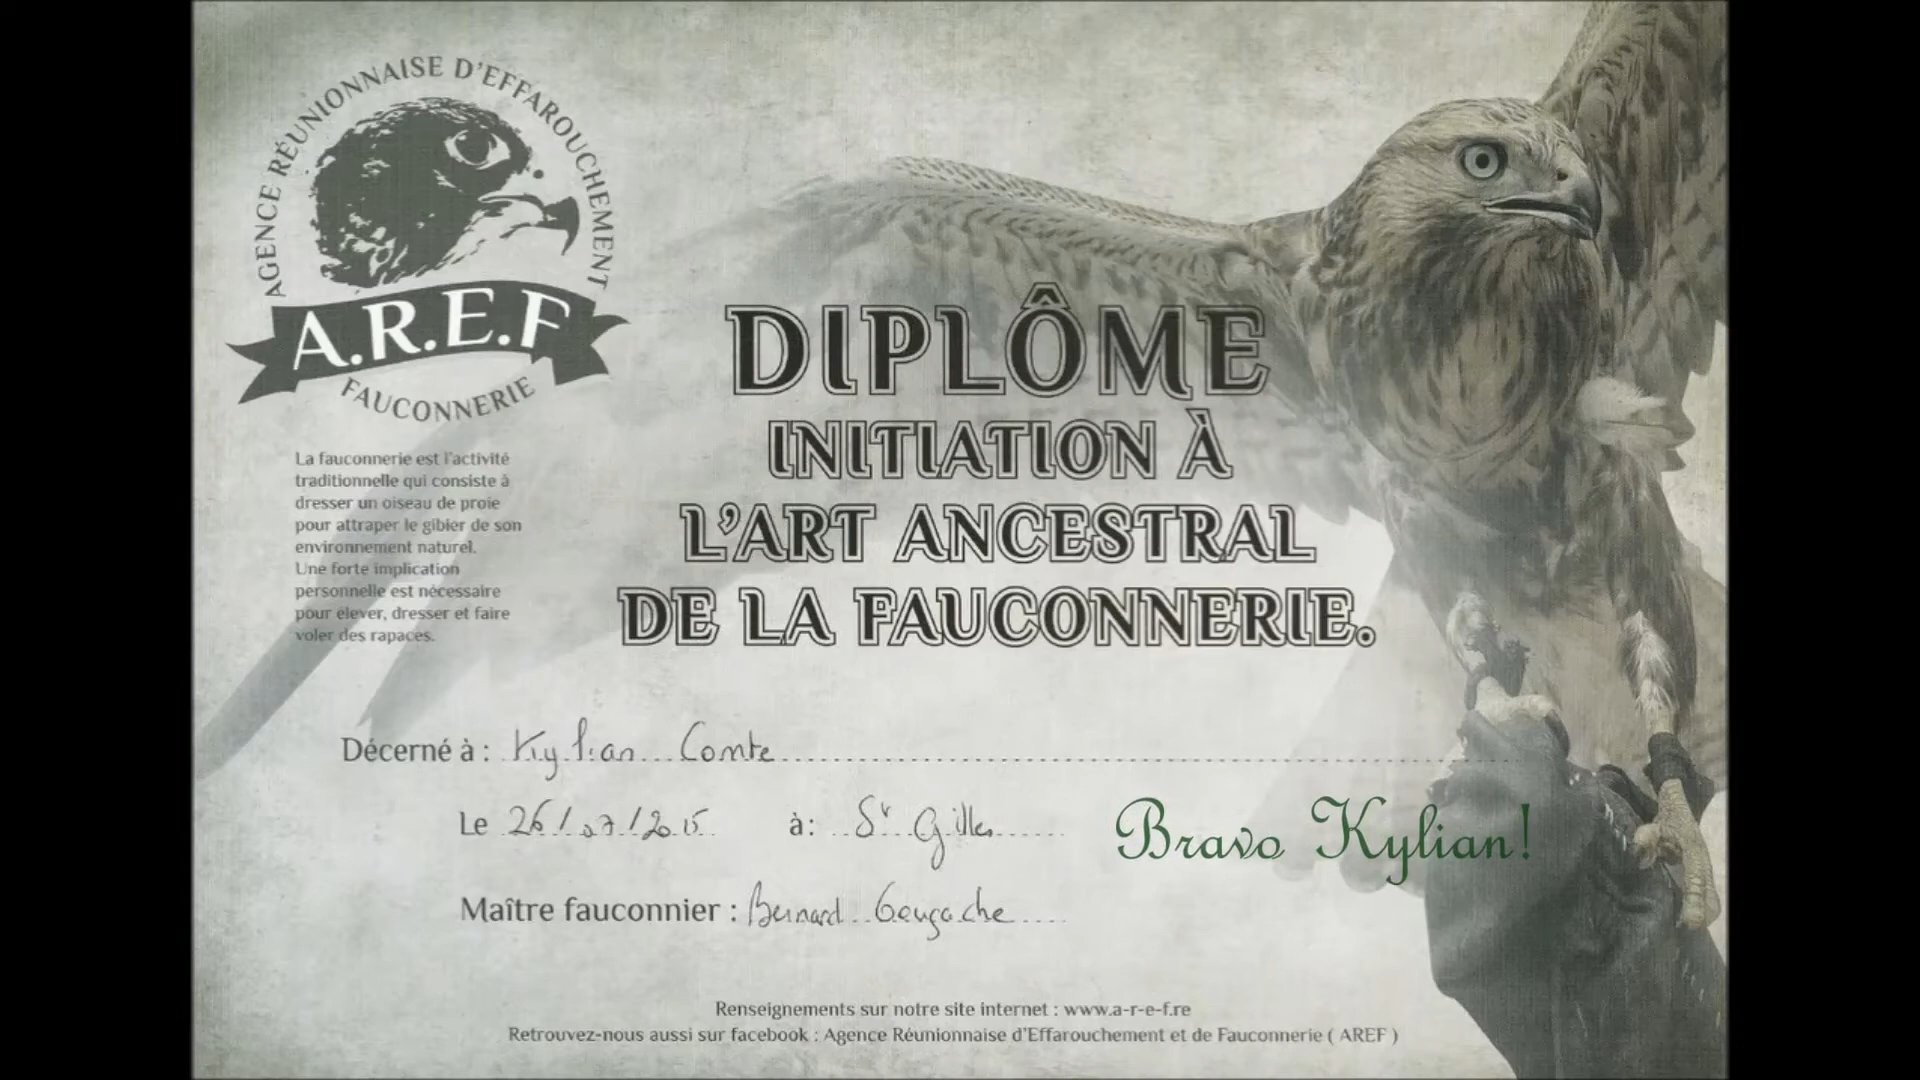 AGENCE RÉUNIONNAISE D'EFFAROUCHEMENT
A.R.E.F
FAUCONNERIE
La fauconnerie est l'activité
traditionnelle qui consiste à
dresser un oiseau de proie
pour attraper le gibier de son
environnement naturel.
Une forte implication
personnelle est nécessaire
pour élever, dresser et faire
voler des rapaces.
DIPLÔME
INITIATION À
L'ART ANCESTRAL
DE LA FAUCONNERIE.
Décerné à : Kylian Comte
Le 26/07/2015 à: St Gilles
Bravo Kylian!
Maître fauconnier : Bernard
Renseignements sur notre site internet : www.a-r-e-f.re
Retrouvez-nous aussi sur facebook : Agence Réunionnaise d'Effarouchement et de Fauconnerie ( AREF )